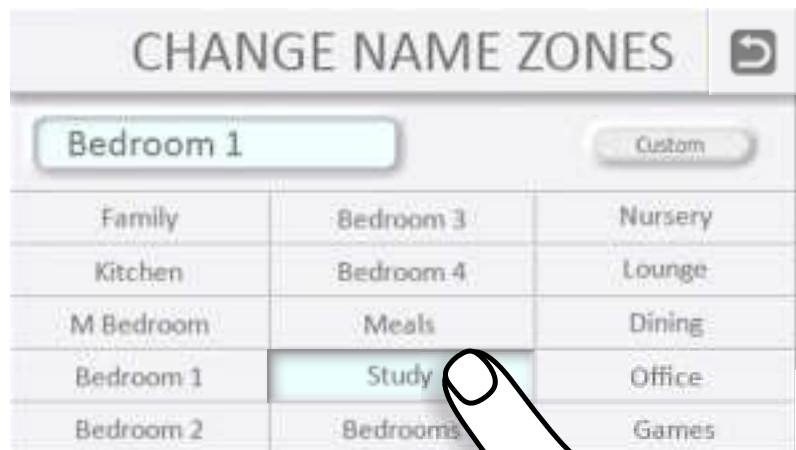 CHANGE NAME ZONES
Bedroom 1 Custom
Family Bedroom 3 Nursery
Kitchen Bedroom 4 Lounge
M Bedroom Meals Dining
Bedroom 1 Study Office
Bedroom 2 Bedrooms Games